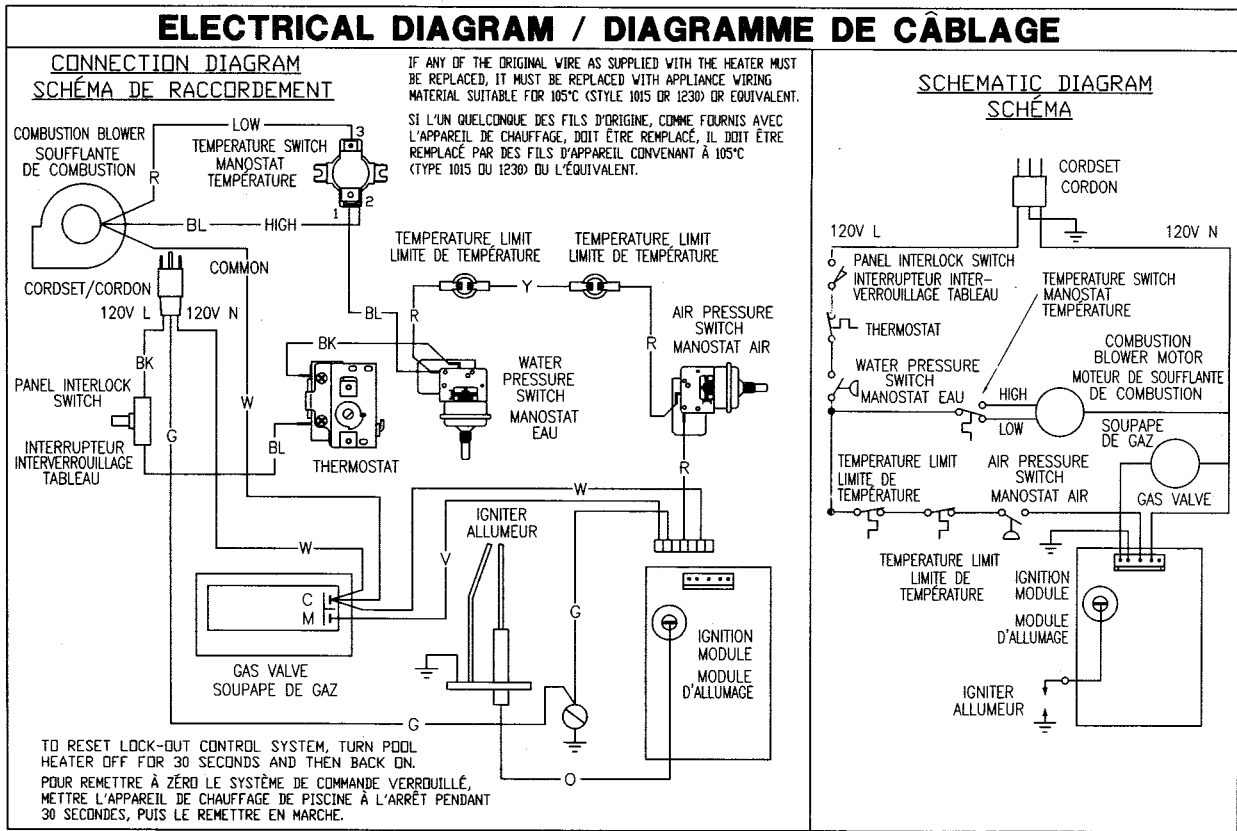 ELECTRICAL DIAGRAM / DIAGRAMME DE CÂBLAGE
CONNECTION DIAGRAM
SCHÉMA DE RACCORDEMENT
IF ANY OF THE ORIGINAL WIRE AS SUPPLIED WITH THE HEATER MUST
BE REPLACED, IT MUST BE REPLACED WITH APPLIANCE WIRING
MATERIAL SUITABLE FOR 105°C (STYLE 1015 OR 1230) OR EQUIVALENT.
SI L'UN QUELCONQUE DES FILS D'ORIGINE, COMME FOURNIS AVEC
L'APPAREIL DE CHAUFFAGE, DOIT ÊTRE REMPLACÉ, IL DOIT ÊTRE
REMPLACÉ PAR DES FILS D'APPAREIL CONVENANT À 105°C
(TYPE 1015 OU 1230) OU L'ÉQUIVALENT.
COMBUSTION BLOWER
SOUFFLANTE
DE COMBUSTION
LOW
3
TEMPERATURE SWITCH
MANOSTAT
TEMPÉRATURE
R
1
2
BL
HIGH
COMMON
CORDSET/CORDON
120V L
120V N
TEMPERATURE LIMIT
LIMITE DE TEMPÉRATURE
TEMPERATURE LIMIT
LIMITE DE TEMPÉRATURE
Y
BL
R
BK
BK
AIR PRESSURE
SWITCH
MANOSTAT AIR
R
WATER
PRESSURE
SWITCH
MANOSTAT
EAU
PANEL INTERLOCK
SWITCH
W
G
INTERRUPTEUR
INTERVERROUILLAGE
TABLEAU
BL
THERMOSTAT
R
W
IGNITER
ALLUMEUR
W
V
G
C
M
GAS VALVE
SOUPAPE DE GAZ
IGNITION
MODULE
MODULE
D'ALLUMAGE
G
O
TO RESET LOCK-OUT CONTROL SYSTEM, TURN POOL
HEATER OFF FOR 30 SECONDS AND THEN BACK ON.
POUR REMETTRE À ZÉRO LE SYSTÈME DE COMMANDE VERROUILLÉ,
METTRE L'APPAREIL DE CHAUFFAGE DE PISCINE À L'ARRÊT PENDANT
30 SECONDES, PUIS LE REMETTRE EN MARCHE.
SCHEMATIC DIAGRAM
SCHÉMA
CORDSET
CORDON
120V L
120V N
PANEL INTERLOCK SWITCH
INTERRUPTEUR INTER-
VERROUILLAGE TABLEAU
TEMPERATURE SWITCH
MANOSTAT
TEMPÉRATURE
THERMOSTAT
COMBUSTION
BLOWER MOTOR
MOTEUR DE SOUFFLANTE
DE COMBUSTION
WATER PRESSURE
SWITCH
MANOSTAT EAU
HIGH
LOW
SOUPAPE
DE GAZ
TEMPERATURE LIMIT
LIMITE DE
TEMPÉRATURE
AIR PRESSURE
SWITCH
MANOSTAT AIR
GAS VALVE
TEMPERATURE LIMIT
LIMITE DE
TEMPÉRATURE
IGNITION
MODULE
MODULE
D'ALLUMAGE
IGNITER
ALLUMEUR